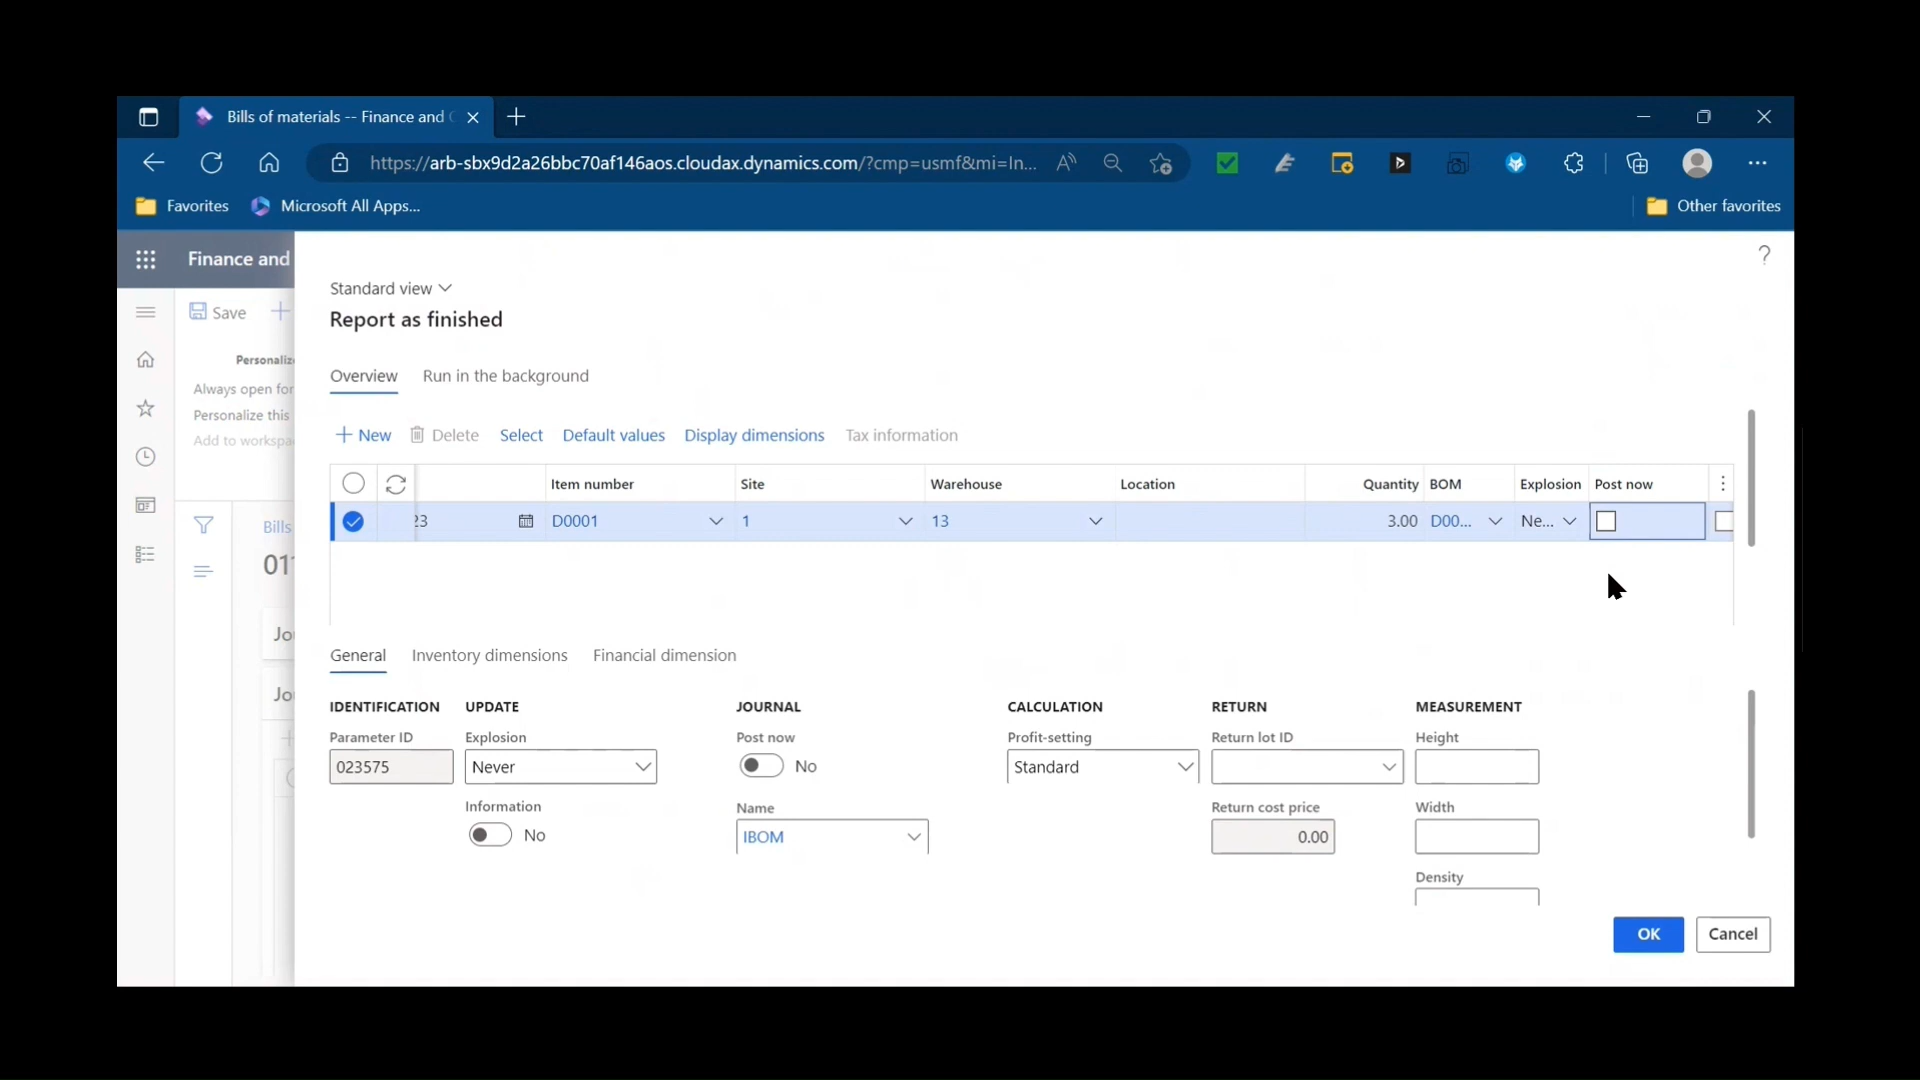 Bills of materials -- Finance and
https://arb-sbx9d2a26bbc70af146aos.cloudax.dynamics.com/?cmp=usmf&mi=In...
Favorites
Microsoft All Apps...
Other favorites
Finance and
?
Standard view
Save
Report as finished
Personaliz
Always open for
Personalize this
Add to workspa
Overview
Run in the background
New
Delete
Select
Default values
Display dimensions
Tax information
Item number
Site
Warehouse
Location
Quantity
BOM
Explosion
Post now
23
D0001
1
13
3.00
D00...
Ne...
Bills
011
Jo
Jo
General
Inventory dimensions
Financial dimension
IDENTIFICATION
Parameter ID
023575
UPDATE
Explosion
Never
Information
No
JOURNAL
Post now
No
Name
IBOM
CALCULATION
Profit-setting
Standard
RETURN
Return lot ID
Return cost price
0.00
MEASUREMENT
Height
Width
Density
OK
Cancel